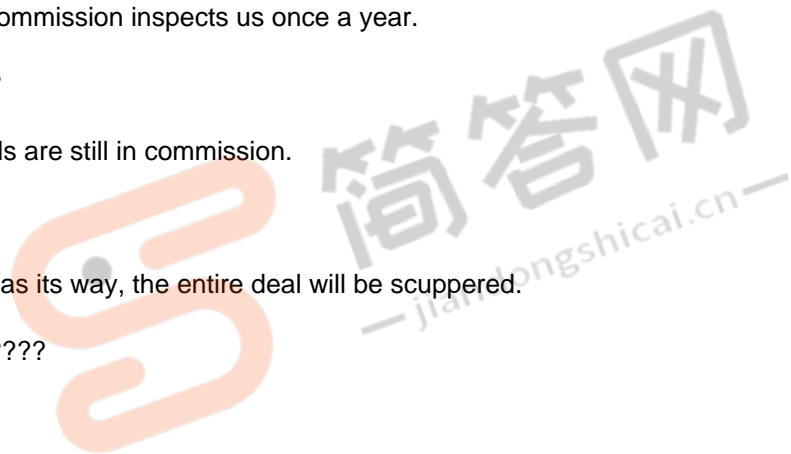 ommission inspects us once a year.
ls are still in commission.
as its way, the entire deal will be scuppered.
????
简答网
jiandongshicai.cn